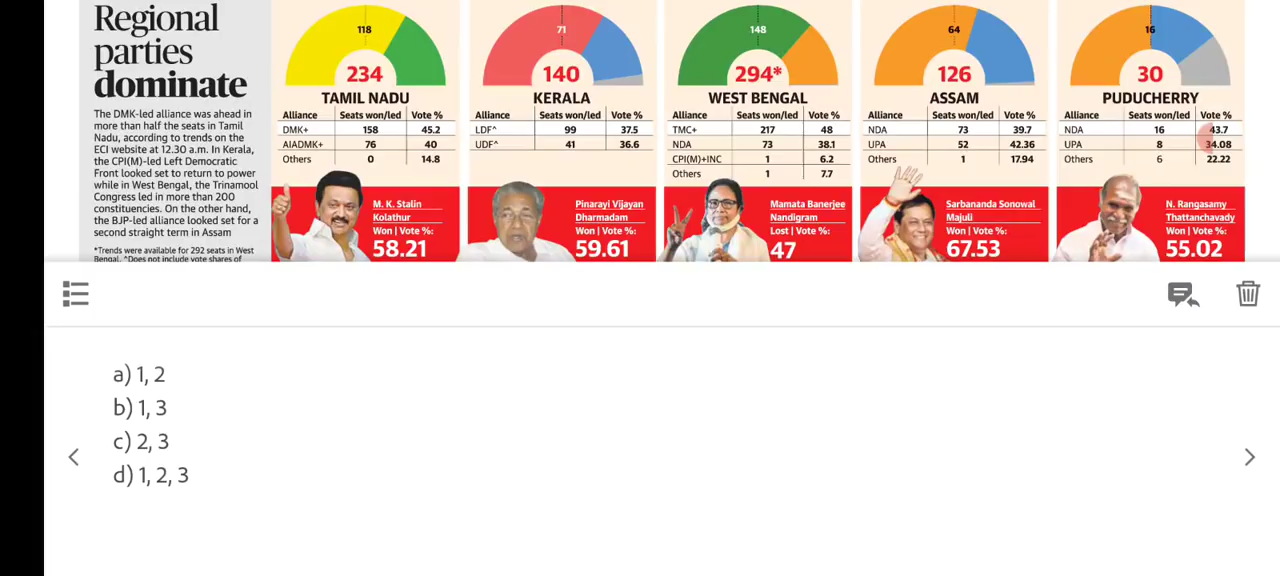 Regional
parties
dominate
The DMK-led alliance was ahead in
more than half the seats in Tamil
Nadu, according to trends on the
ECI website at 12.30 a.m. In Kerala,
the CPI(M)-led Left Democratic
Front looked set to return to power
while in West Bengal, the Trinamool
Congress led in more than 200
constituencies. On the other hand,
the BJP-led alliance looked set for a
second straight term in Assam
*Trends were available for 292 seats in West
Bengal. ^Does not include vote shares of
118
234
TAMIL NADU
Alliance Seats won/led Vote %
DMK+ 158 45.2
AIADMK+ 76 40
Others 0 14.8
M. K. Stalin
Kolathur
Won | Vote %:
58.21
71
140
KERALA
Alliance Seats won/led Vote %
LDF^ 99 37.5
UDF^ 41 36.6
Pinarayi Vijayan
Dharmadam
Won | Vote %:
59.61
148
294*
WEST BENGAL
Alliance Seats won/led Vote %
TMC+ 217 48
NDA 73 38.1
CPI(M)+INC 1 6.2
Others 1 7.7
Mamata Banerjee
Nandigram
Lost | Vote %:
47
64
126
ASSAM
Alliance Seats won/led Vote %
NDA 73 39.7
UPA 52 42.36
Others 1 17.94
Sarbananda Sonowal
Majuli
Won | Vote %:
67.53
16
30
PUDUCHERRY
Alliance Seats won/led Vote %
NDA 16 43.7
UPA 8 34.08
Others 6 22.22
N. Rangasamy
Thattanchavady
Won | Vote %:
55.02
a) 1, 2
b) 1, 3
c) 2, 3
d) 1, 2, 3